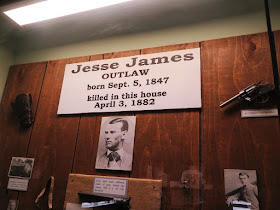 Jesse James
OUTLAW
born Sept. 5, 1847
killed in this house
April 3, 1882